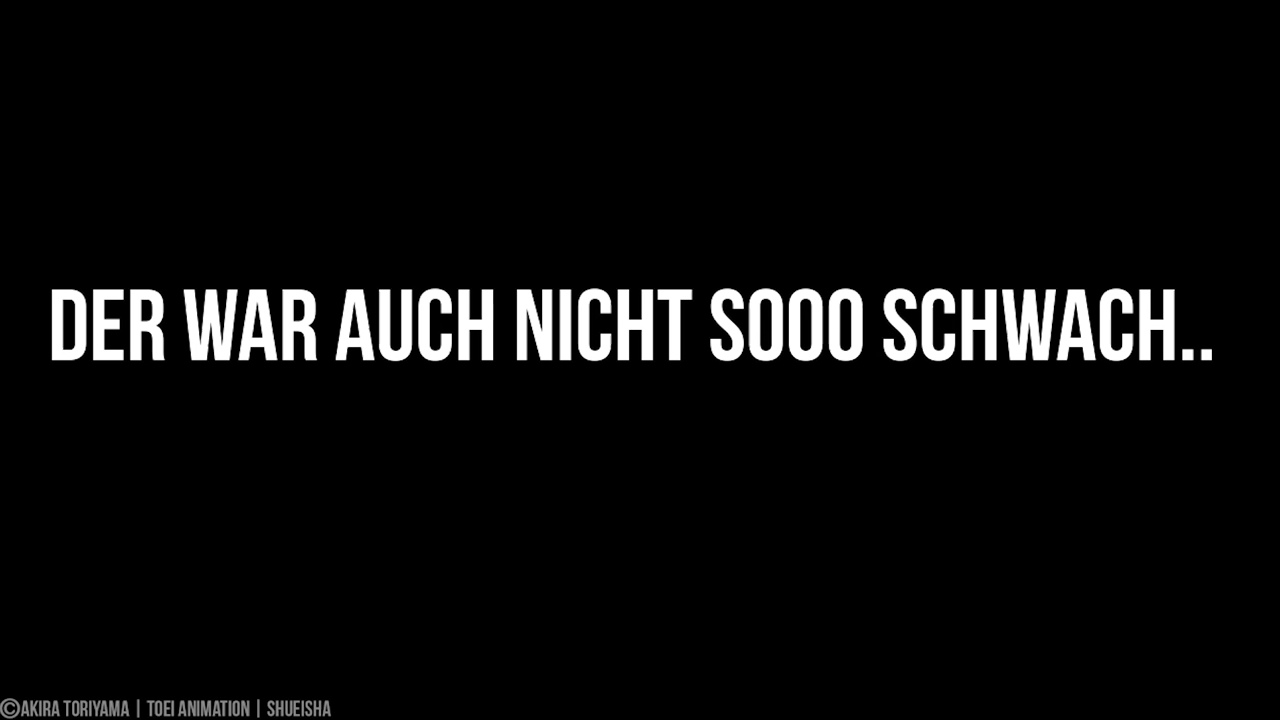 DER WAR AUCH NICHT SOOO SCHWACH..
©AKIRA TORIYAMA | TOEI ANIMATION | SHUEISHA